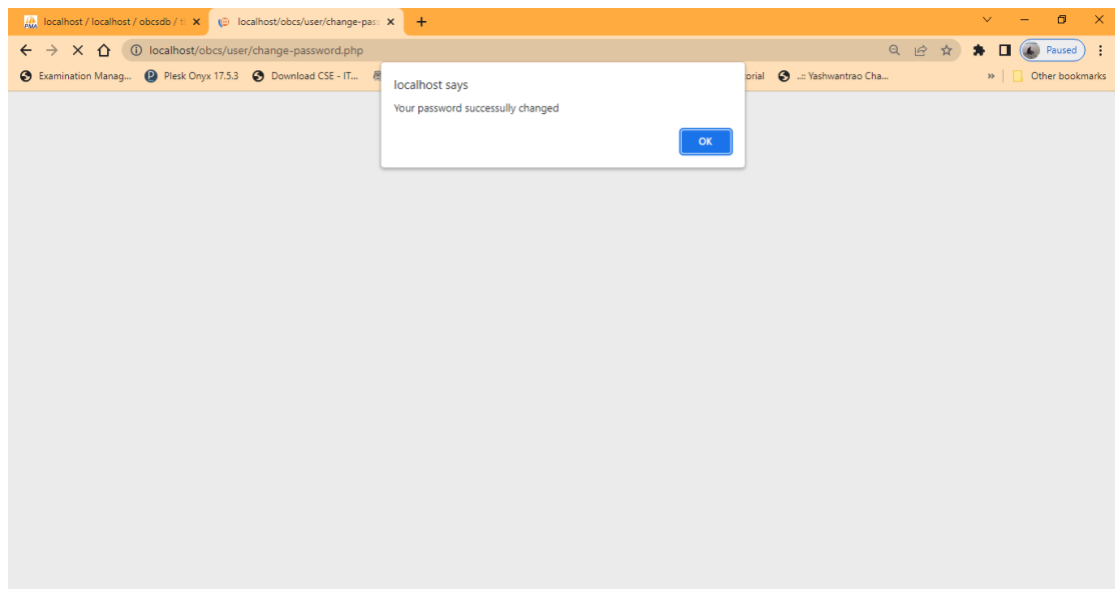 localhost / localhost / obcsdb / t
localhost/obcs/user/change-pass
localhost/obcs/user/change-password.php
Paused
Examination Manag...
Plesk Onyx 17.5.3
Download CSE - IT...
orial
..:: Yashwantrao Cha...
»
Other bookmarks
localhost says
Your password successully changed
OK